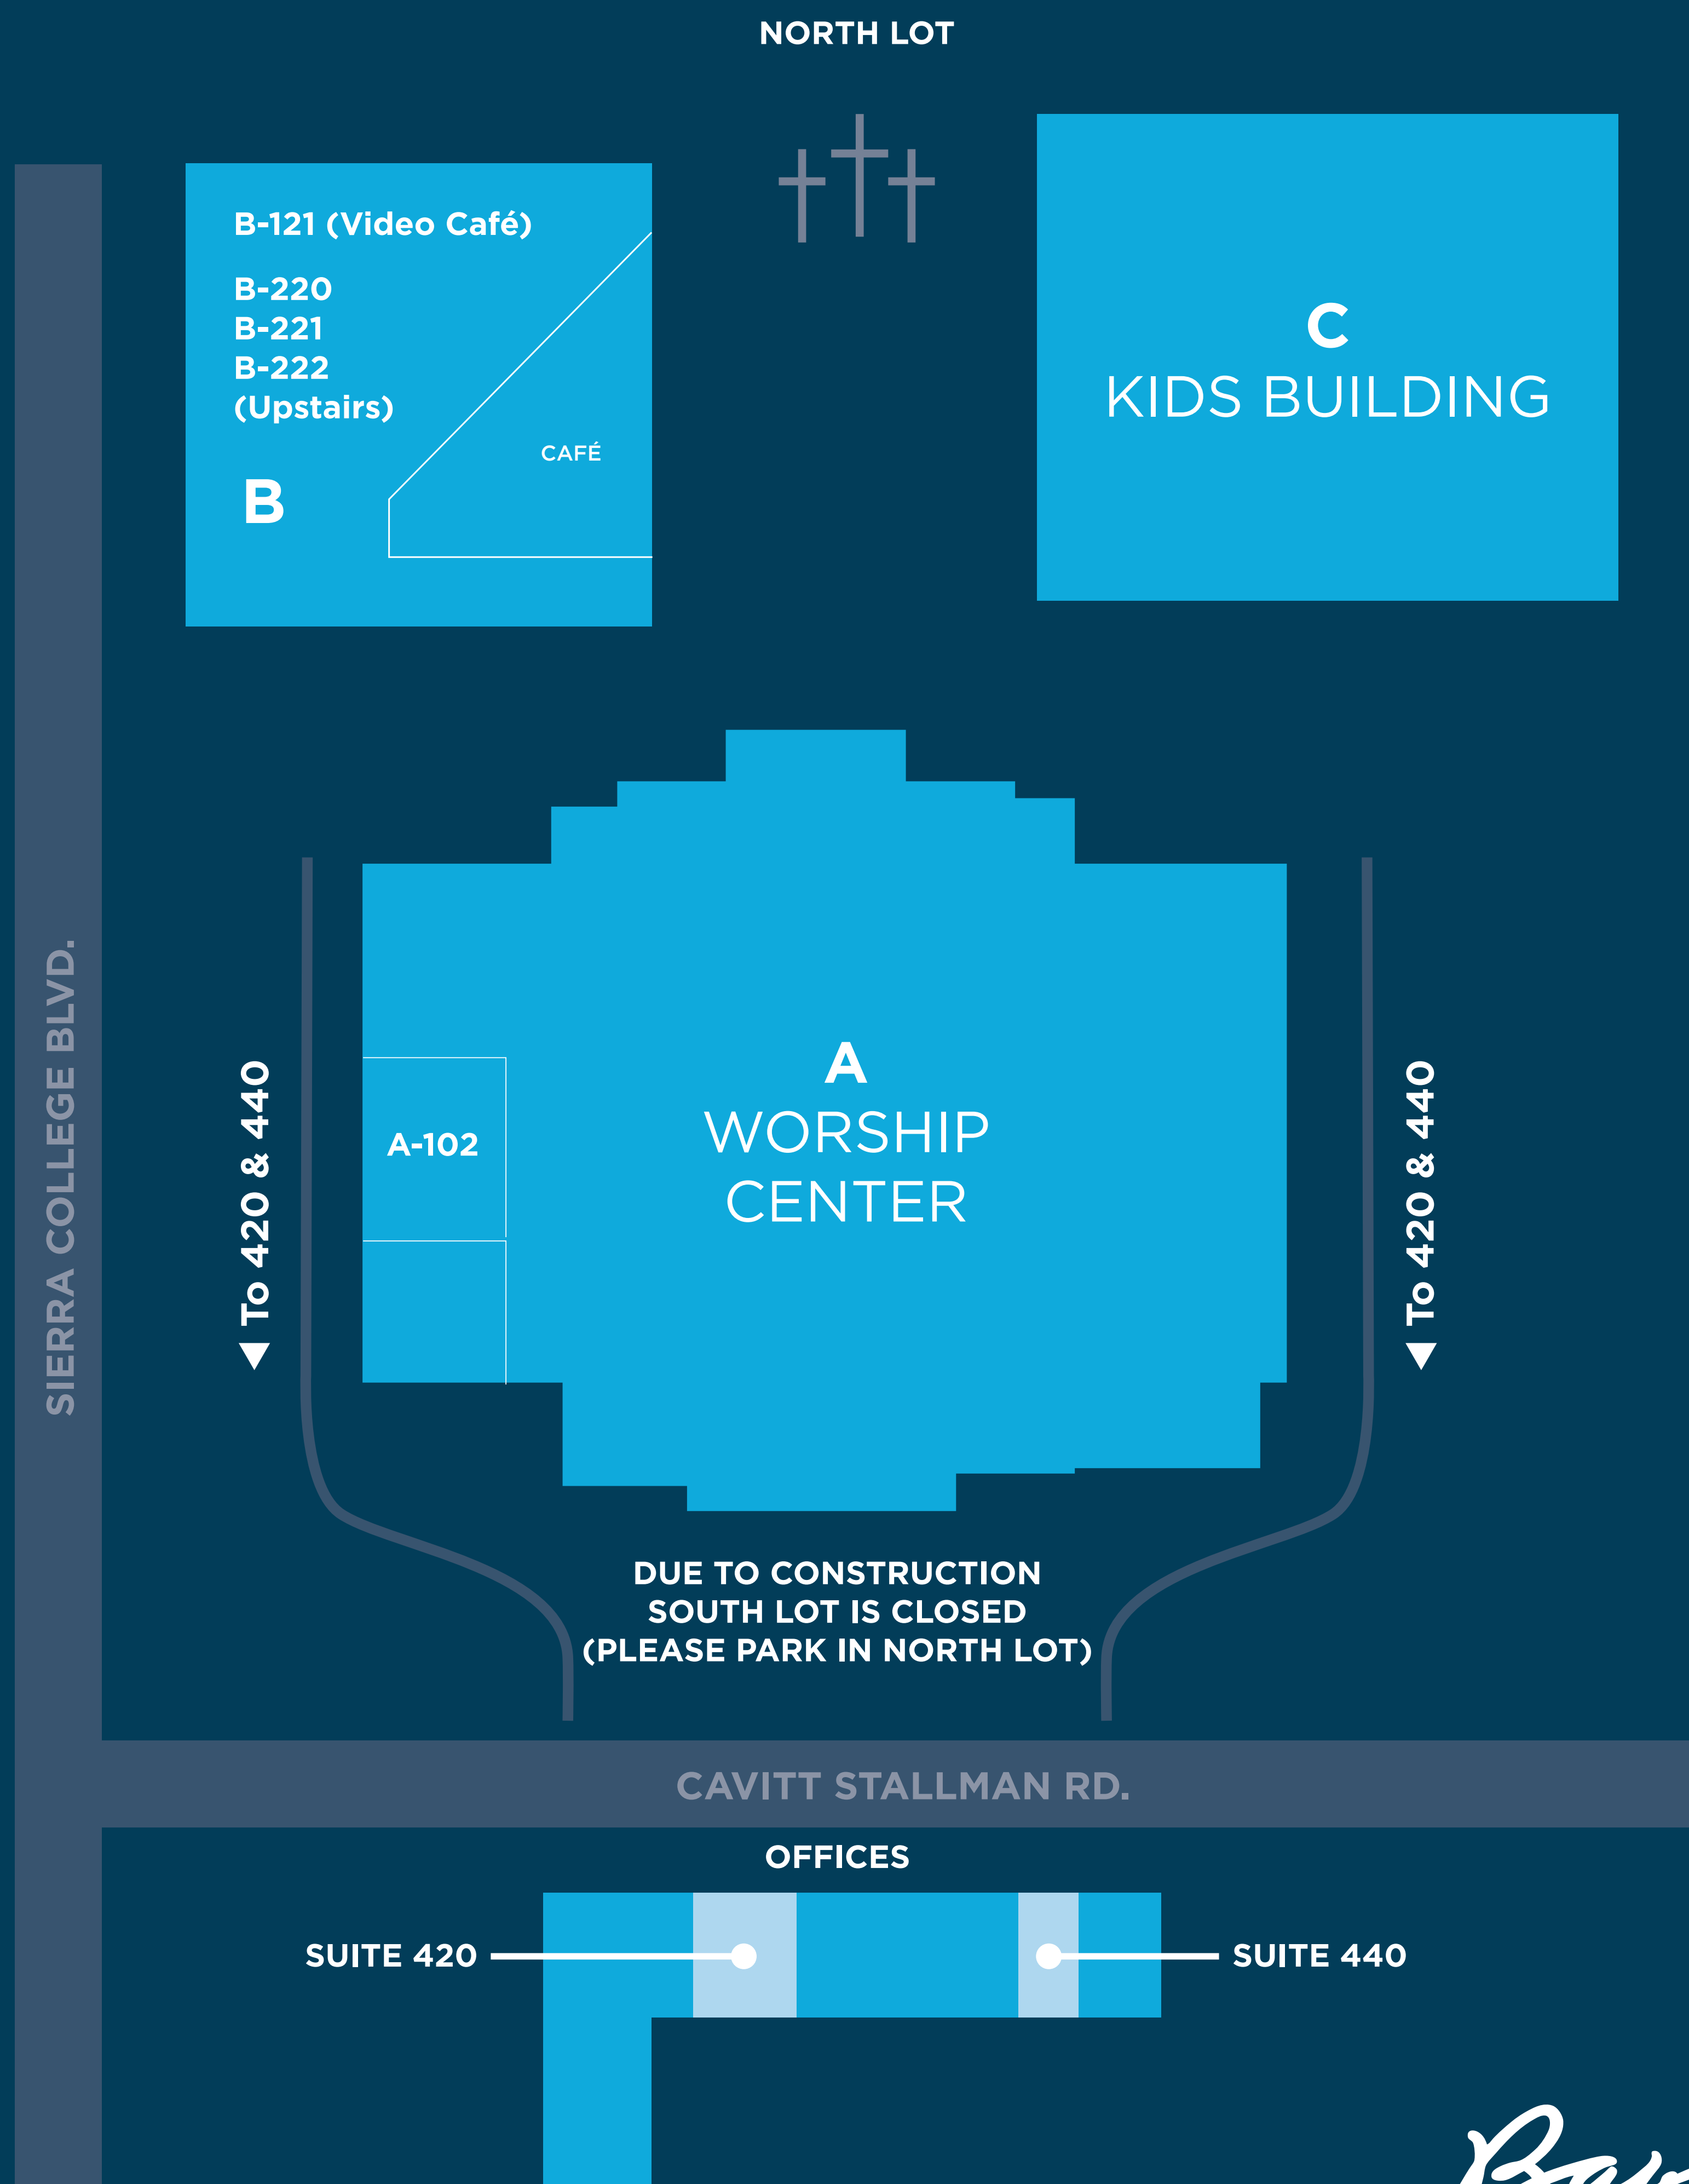 NORTH LOT
B-121 (Video Café)
B-220
B-221
B-222
(Upstairs)
CAFÉ
B
C
KIDS BUILDING
SIERRA COLLEGE BLVD.
To 420 & 440
A-102
A
WORSHIP
CENTER
To 420 & 440
DUE TO CONSTRUCTION
SOUTH LOT IS CLOSED
(PLEASE PARK IN NORTH LOT)
CAVITT STALLMAN RD.
OFFICES
SUITE 420
SUITE 440